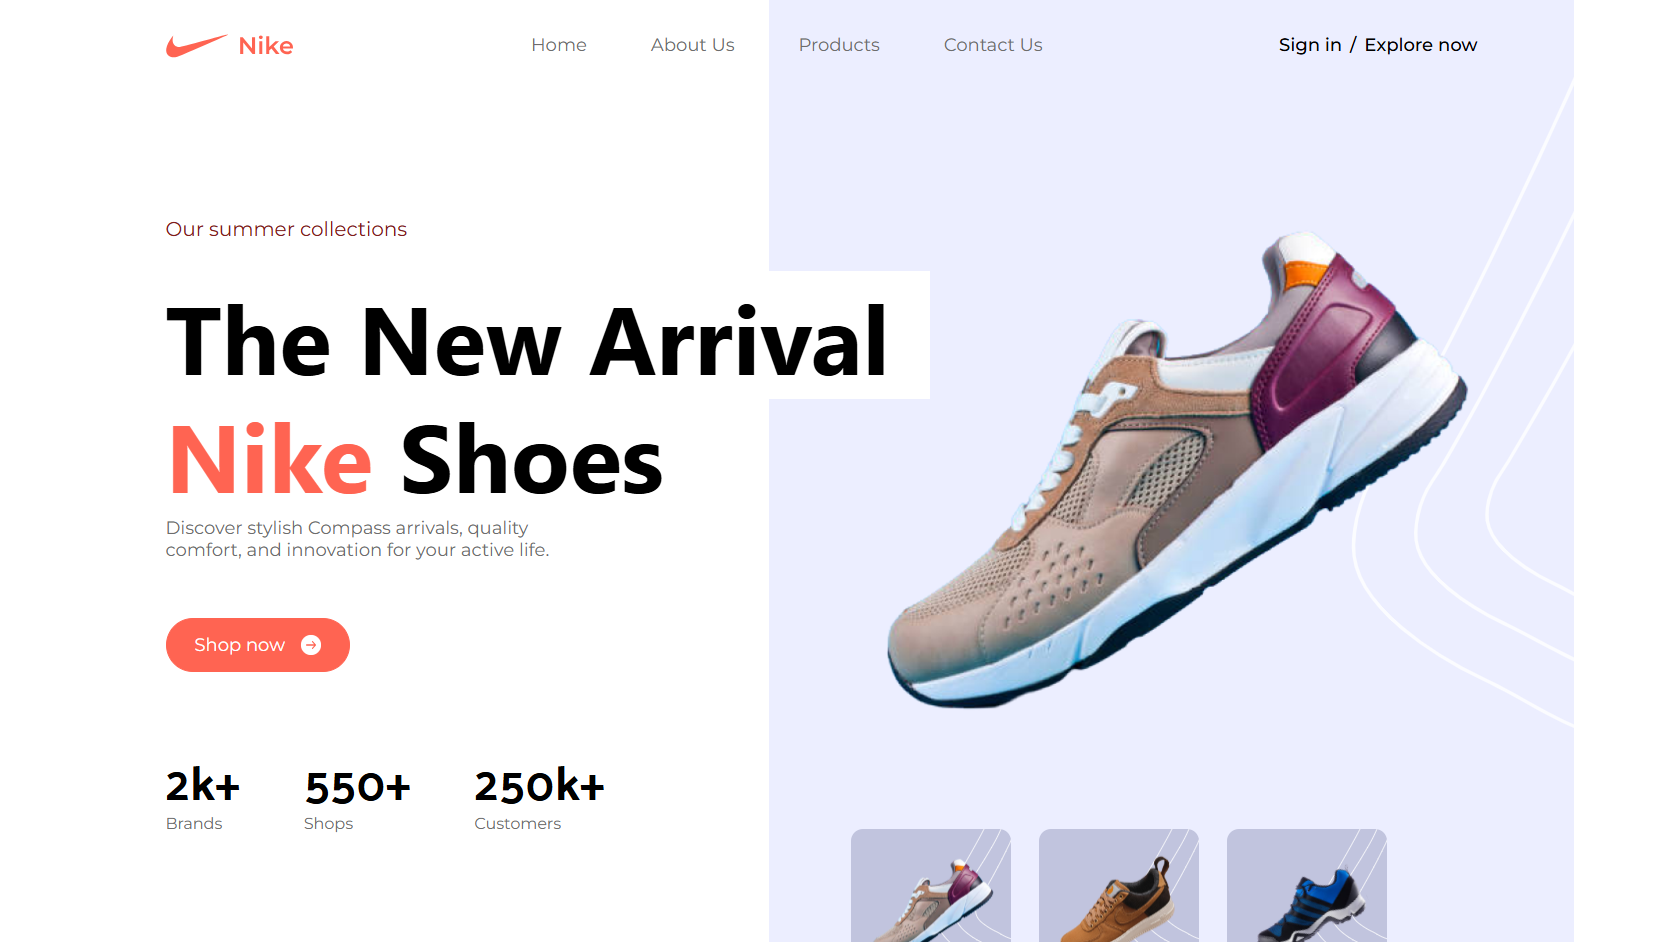 Nike
Home
About Us
Products
Contact Us
Sign in / Explore now
Our summer collections
The New Arrival
Nike Shoes
Discover stylish Compass arrivals, quality
comfort, and innovation for your active life.
Shop now
2k+
Brands
550+
Shops
250k+
Customers